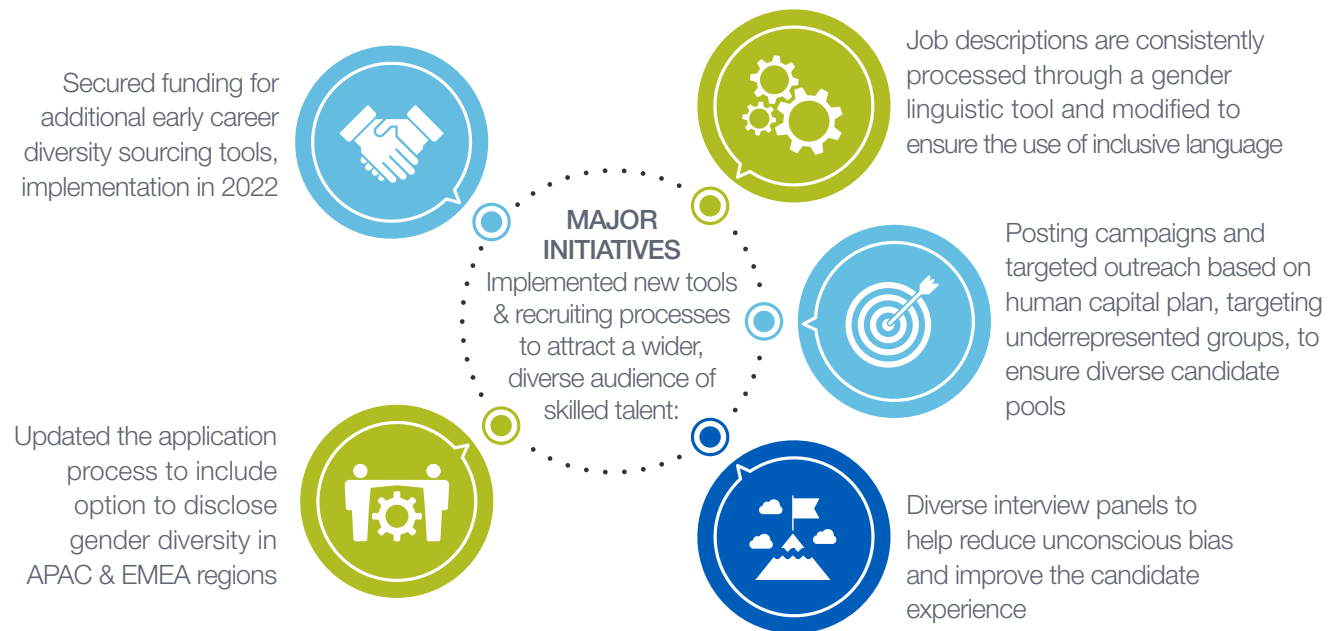 MAJOR
INITIATIVES
Implemented new tools
& recruiting processes
to attract a wider,
diverse audience of
skilled talent:
Secured funding for
additional early career
diversity sourcing tools,
implementation in 2022
Job descriptions are consistently
processed through a gender
linguistic tool and modified to
ensure the use of inclusive language
Posting campaigns and
targeted outreach based on
human capital plan, targeting
underrepresented groups, to
ensure diverse candidate
pools
Diverse interview panels to
help reduce unconscious bias
and improve the candidate
experience
Updated the application
process to include
option to disclose
gender diversity in
APAC & EMEA regions